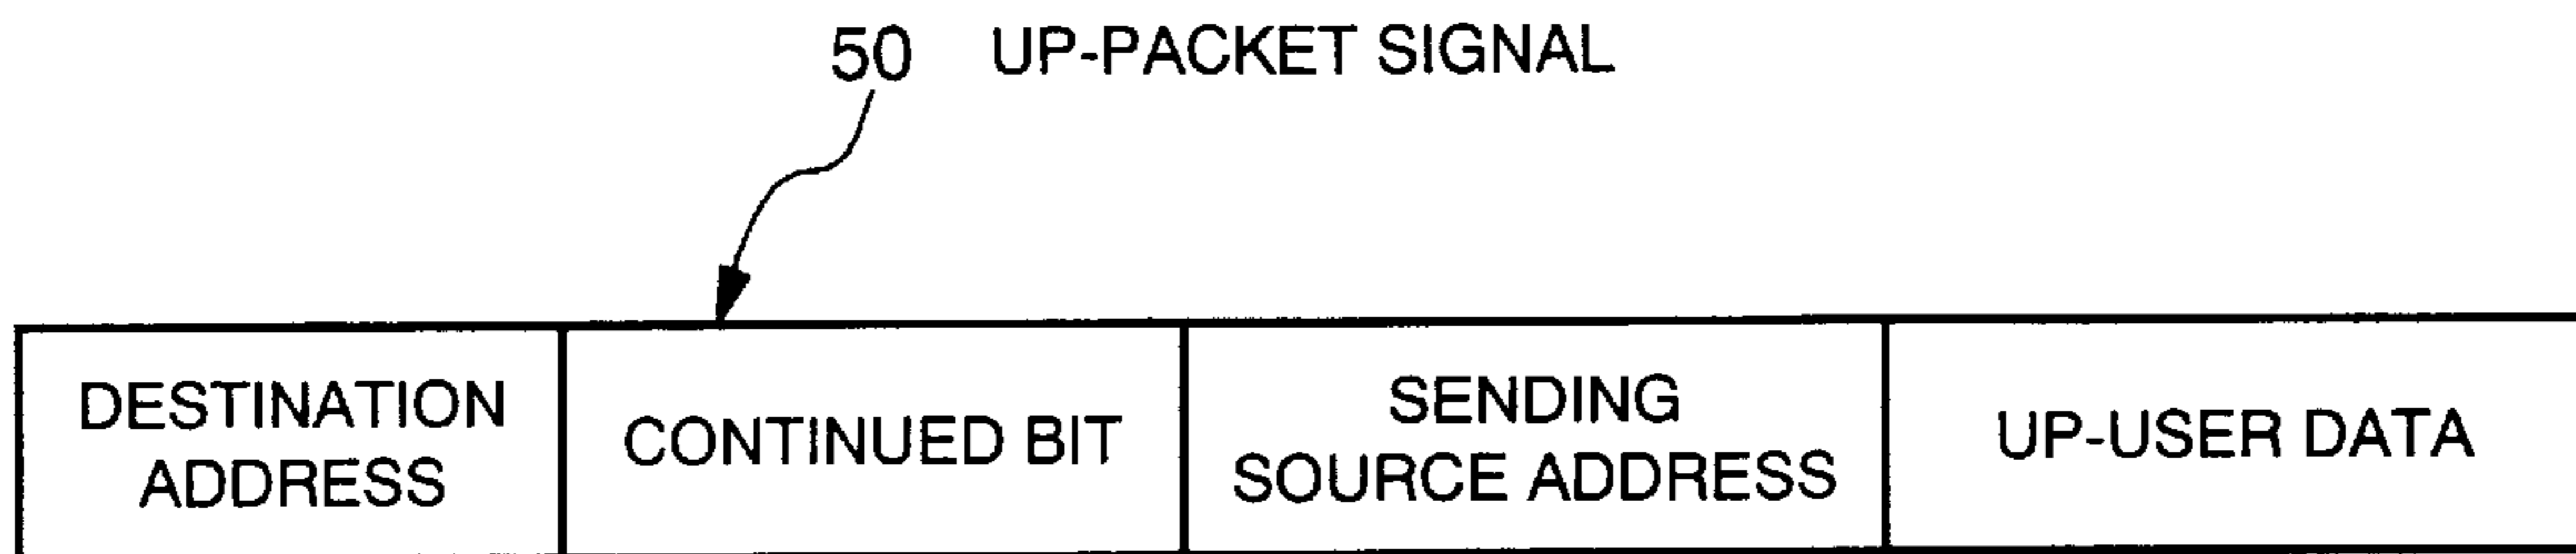 50 UP-PACKET SIGNAL
DESTINATION
ADDRESS
CONTINUED BIT
SENDING
SOURCE ADDRESS
UP-USER DATA